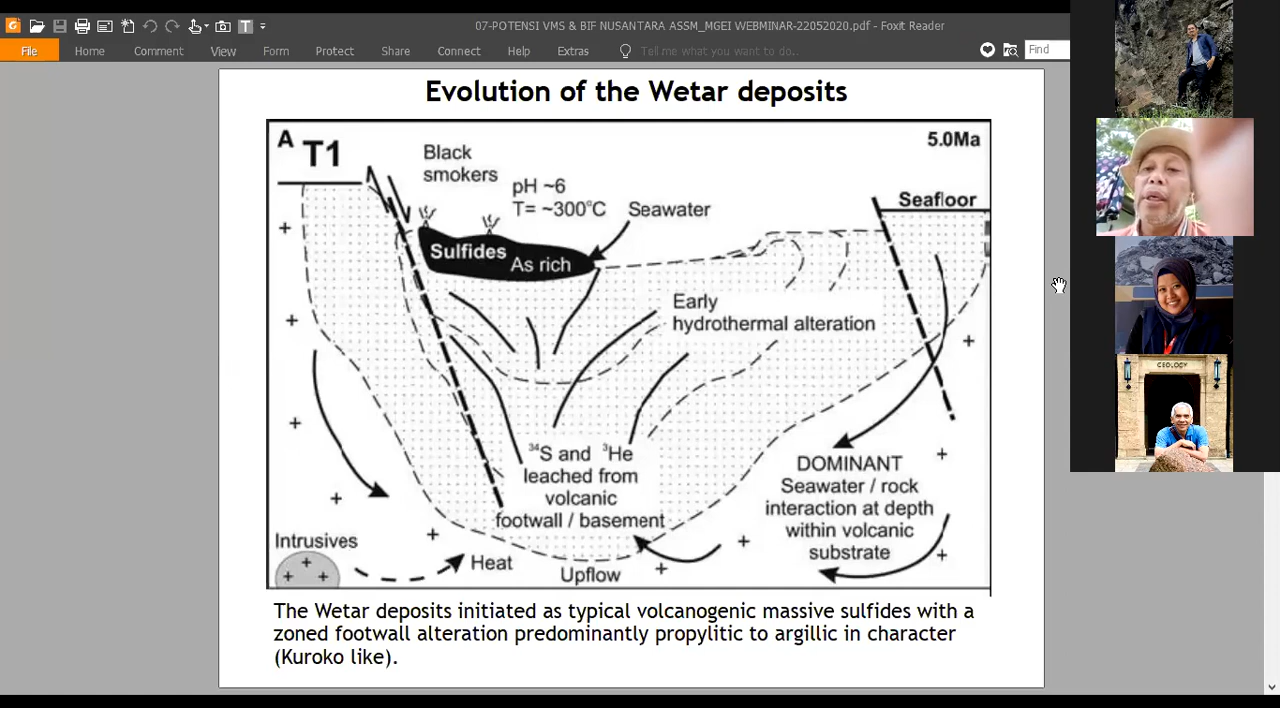 07-POTENSI VMS & BIF NUSANTARA ASSM_MGEI WEBMINAR-22052020.pdf - Foxit Reader
File Home Comment View Form Protect Share Connect Help Extras Tell me what you want to do.. Find
Evolution of the Wetar deposits
A T1
5.0Ma
Black
smokers
pH ~6
T= ~300°C
Seawater
Seafloor
Sulfides
As rich
Early
hydrothermal alteration
³⁴S and ³He
leached from
volcanic
footwall / basement
DOMINANT
Seawater / rock
interaction at depth
within volcanic
substrate
Intrusives
Heat
Upflow
The Wetar deposits initiated as typical volcanogenic massive sulfides with a
zoned footwall alteration predominantly propylitic to argillic in character
(Kuroko like).
GEOLOGY